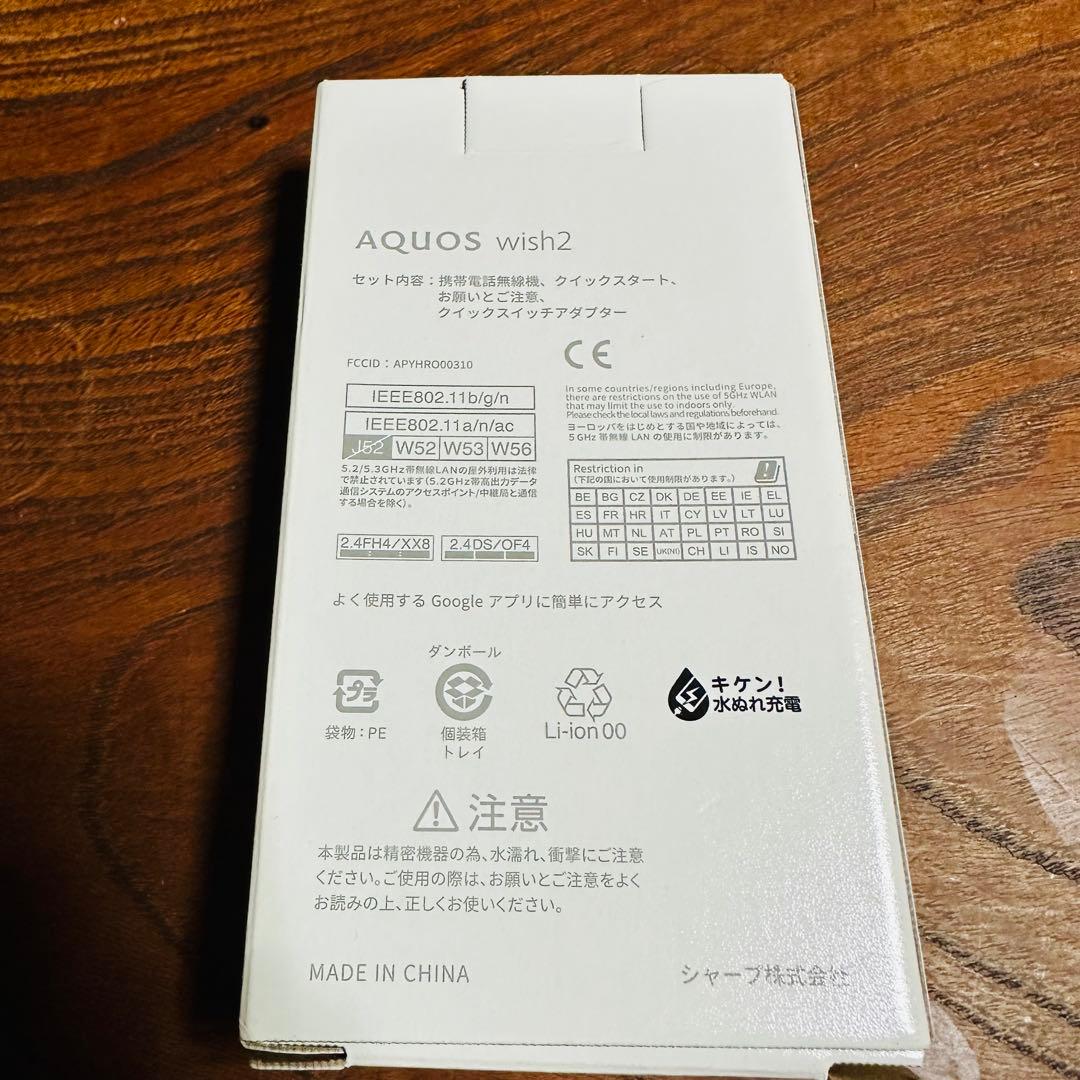 AQUOS wish2
セット内容：携帯電話無線機、クイックスタート、
お願いとご注意、
クイックスイッチアダプター
FCCID：APYHRO00310
CE
IEEE802.11b/g/n
IEEE802.11a/n/ac
J52 W52 W53 W56
5.2/5.3GHz帯無線LANの屋外利用は法律
で禁止されています(5.2GHz帯高出力データ
通信システムのアクセスポイント/中継局と通信
する場合を除く)。
2.4FH4/XX8
2.4DS/OF4
In some countries/regions including Europe,
there are restrictions on the use of 5GHz WLAN
that may limit the use to indoors only.
Please check the local laws and regulations beforehand.
ヨーロッパをはじめとする国や地域によっては、
5GHz帯無線LANの使用に制限があります。
Restriction in
(下記の国において使用制限があります。)
BE BG CZ DK DE EE IE EL
ES FR HR IT CY LV LT LU
HU MT NL AT PL PT RO SI
SK FI SE UK(NI) CH LI IS NO
よく使用する Google アプリに簡単にアクセス
プラ
袋物：PE
ダンボール
個装箱
トレイ
Li-ion 00
キケン！
水ぬれ充電
注意
本製品は精密機器の為、水濡れ、衝撃にご注意
ください。ご使用の際は、お願いとご注意をよく
お読みの上、正しくお使いください。
MADE IN CHINA
シャープ株式会社